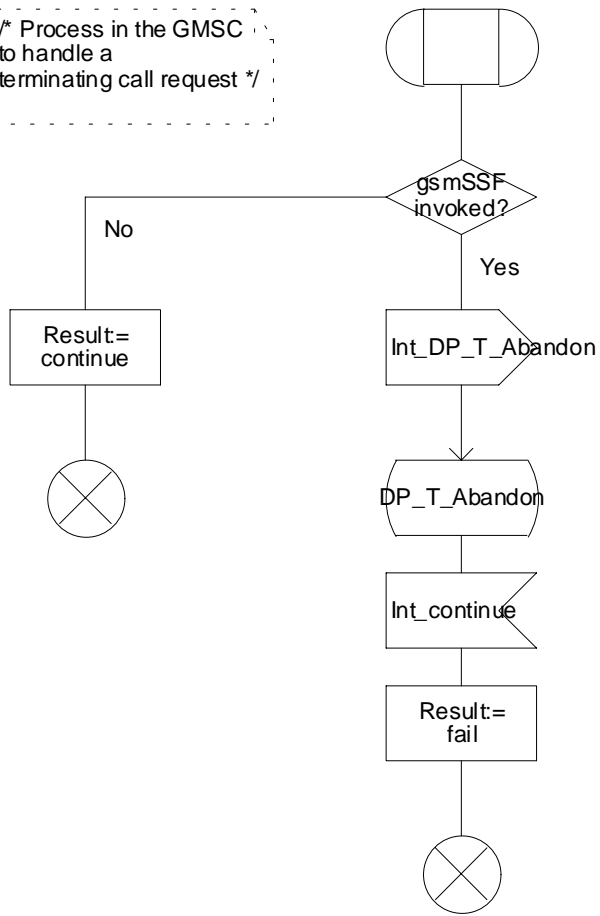 /* Process in the GMSC
to handle a
terminating call request */
gsmSSF
invoked?
No
Yes
Result:=
continue
Int_DP_T_Abandon
DP_T_Abandon
Int_continue
Result:=
fail